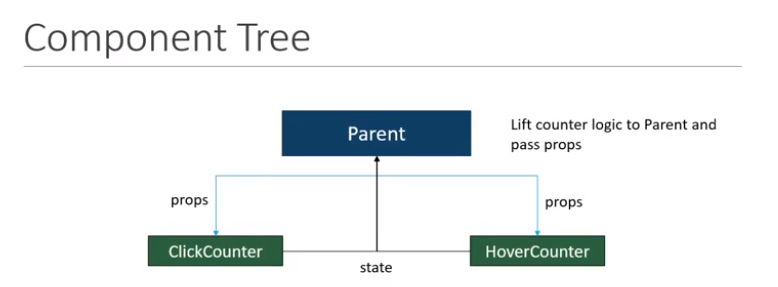 Component Tree
Parent
Lift counter logic to Parent and
pass props
props
props
ClickCounter
HoverCounter
state